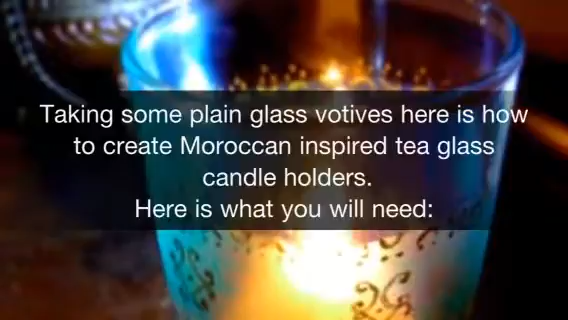 Taking some plain glass votives here is how
to create Moroccan inspired tea glass
candle holders.
Here is what you will need: